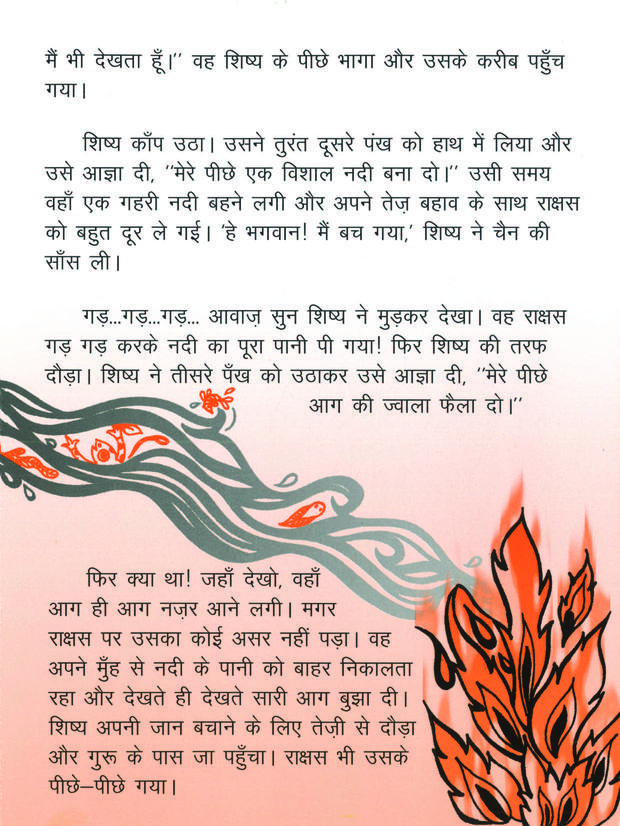 मैं भी देखता हूँ।’’ वह शिष्य के पीछे भागा और उसके करीब पहुँच
गया।
शिष्य काँप उठा। उसने तुरंत दूसरे पंख को हाथ में लिया और
उसे आज्ञा दी, ‘‘मेरे पीछे एक विशाल नदी बना दो।’’ उसी समय
वहाँ एक गहरी नदी बहने लगी और अपने तेज़ बहाव के साथ राक्षस
को बहुत दूर ले गई। ‘हे भगवान! मैं बच गया,’ शिष्य ने चैन की
साँस ली।
गड़...गड़...गड़... आवाज़ सुन शिष्य ने मुड़कर देखा। वह राक्षस
गड़ गड़ करके नदी का पूरा पानी पी गया! फिर शिष्य की तरफ
दौड़ा। शिष्य ने तीसरे पँख को उठाकर उसे आज्ञा दी, ‘‘मेरे पीछे
आग की ज्वाला फैला दो।’’
फिर क्या था! जहाँ देखो, वहाँ
आग ही आग नज़र आने लगी। मगर
राक्षस पर उसका कोई असर नहीं पड़ा। वह
अपने मुँह से नदी के पानी को बाहर निकालता
रहा और देखते ही देखते सारी आग बुझा दी।
शिष्य अपनी जान बचाने के लिए तेज़ी से दौड़ा
और गुरू के पास जा पहुँचा। राक्षस भी उसके
पीछे–पीछे गया।